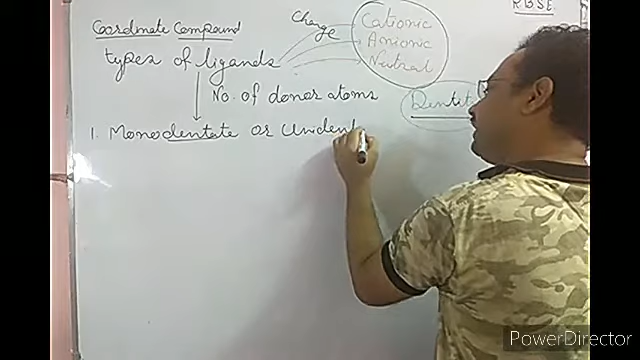 RBSE
Coordinate Compound
Charge
Cationic
Anionic
Neutral
types of ligands
No. of donor atoms
Dentit
1. Monodentate or Unident
PowerDirector